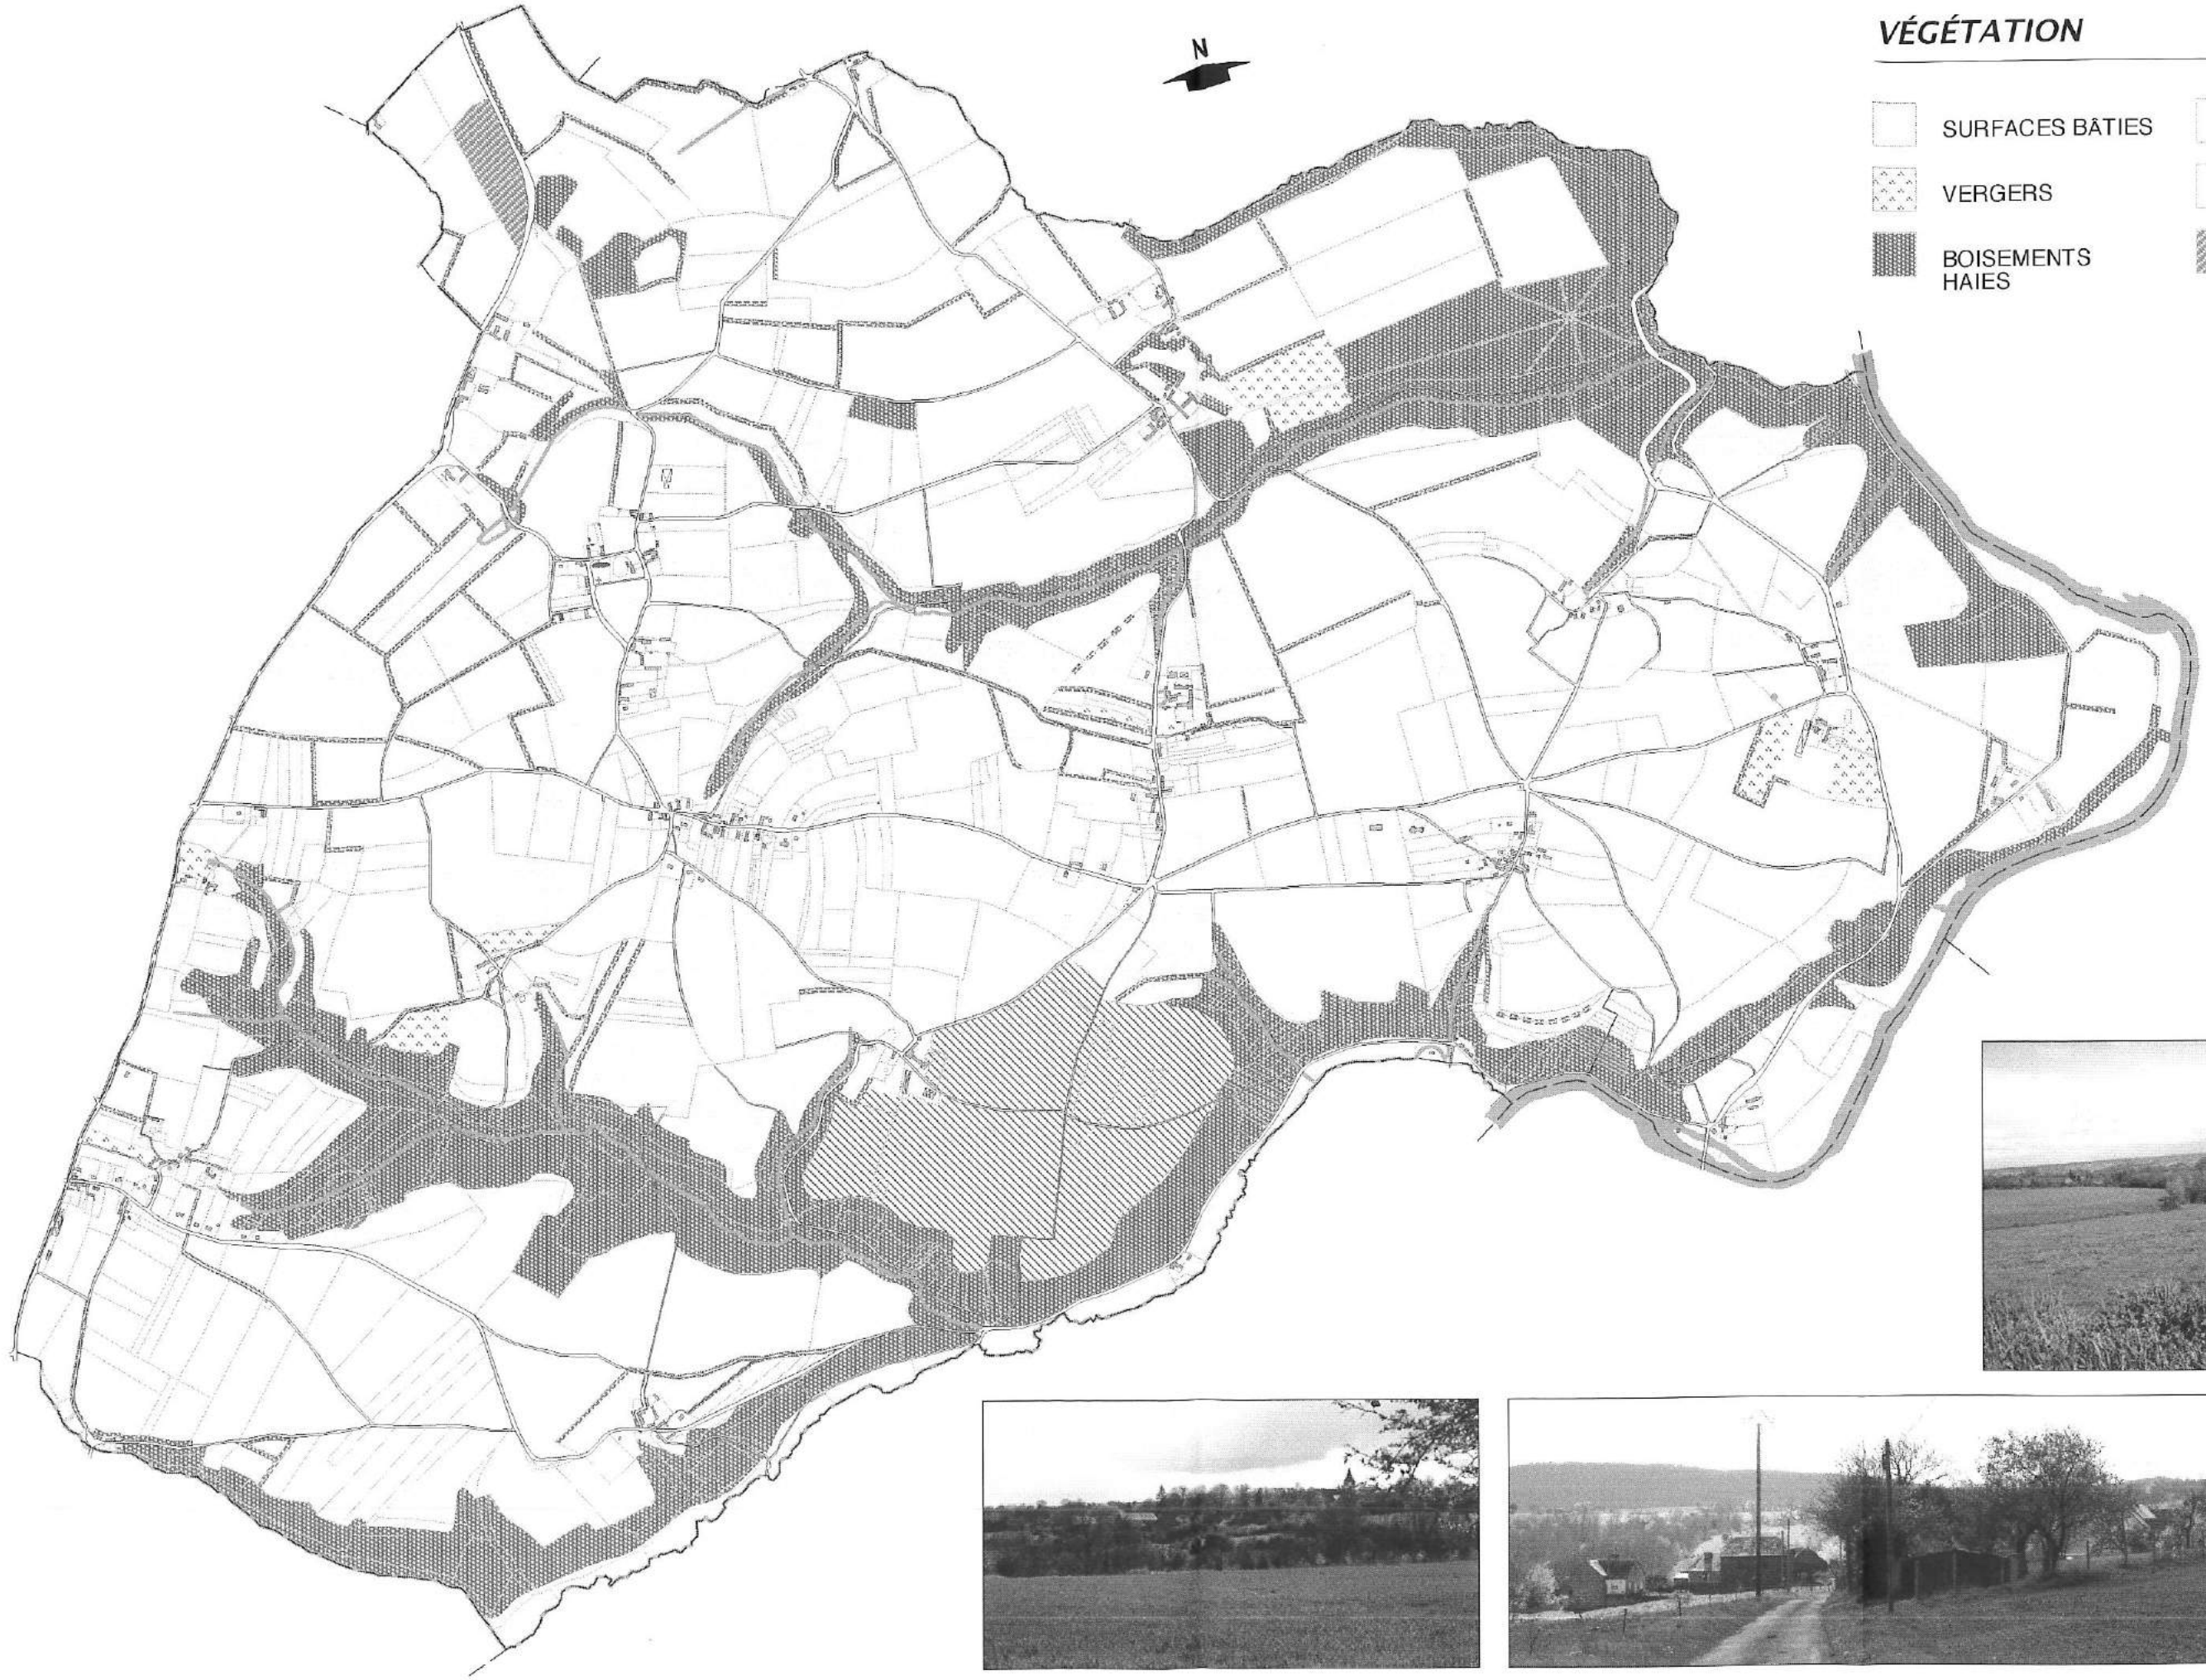 N
VÉGÉTATION
SURFACES BÂTIES
VERGERS
BOISEMENTS
HAIES